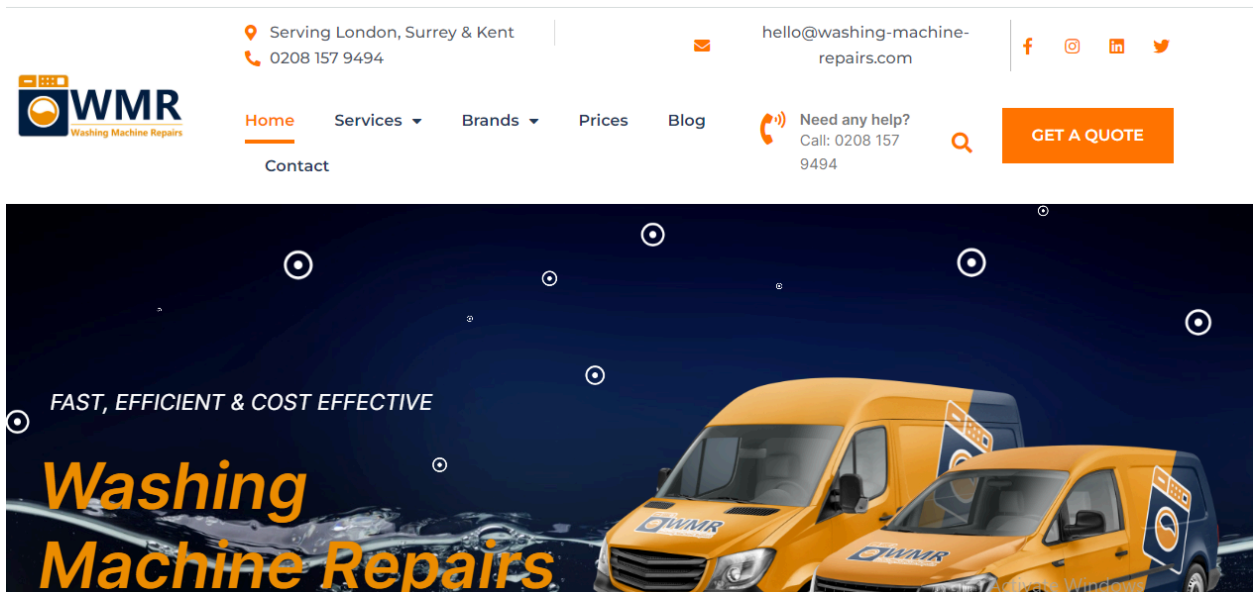 Serving London, Surrey & Kent
0208 157 9494
hello@washing-machine-
repairs.com
WMR
Washing Machine Repairs
Home
Services
Brands
Prices
Blog
Contact
Need any help?
Call: 0208 157
9494
GET A QUOTE
FAST, EFFICIENT & COST EFFECTIVE
Washing
Machine Repairs
WMR
WMR
Activate Windows